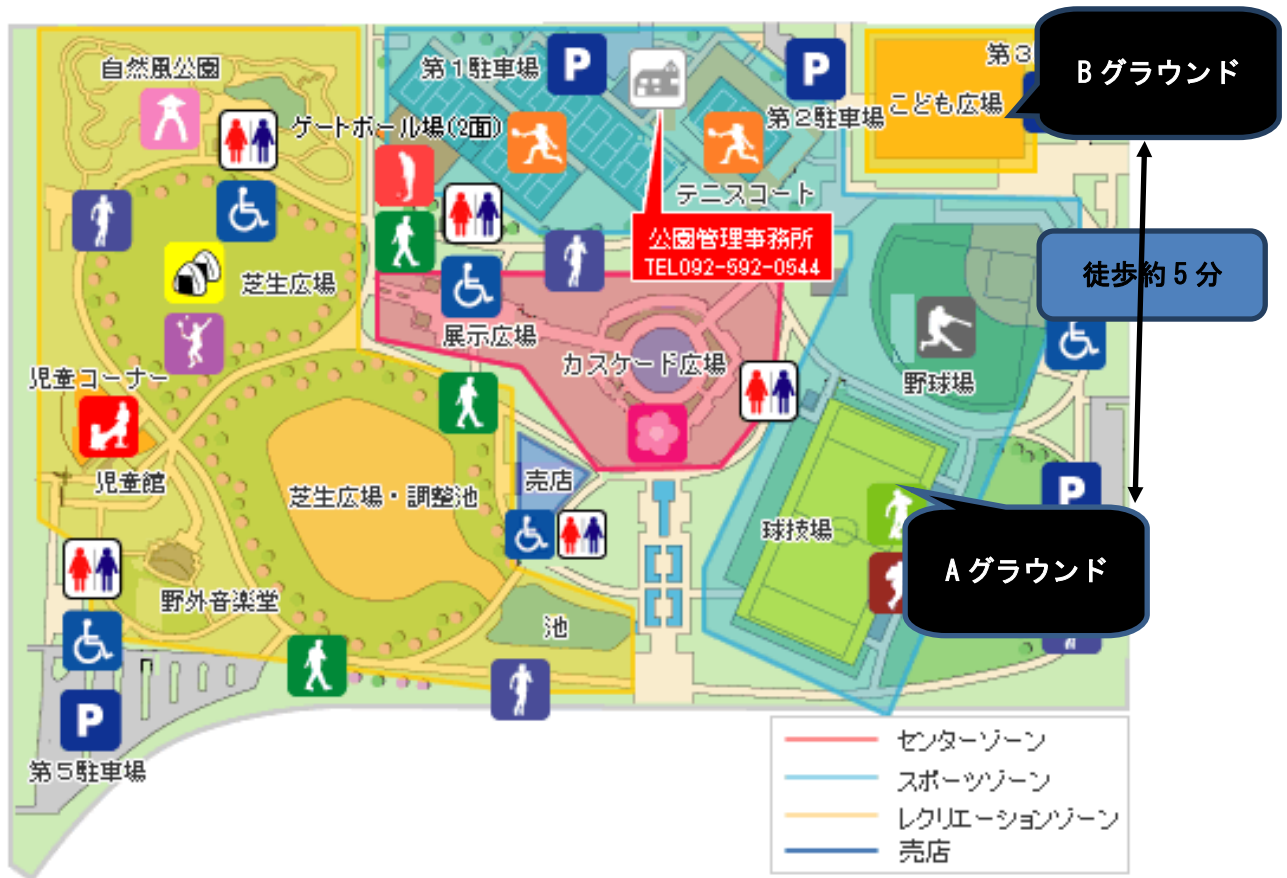 自然風公園
第1駐車場
P
P
第3
Bグラウンド
こども広場
第2駐車場
ゲートボール場(2面)
テニスコート
公園管理事務所
TEL092-592-0544
徒歩約5分
芝生広場
展示広場
カスケード広場
野球場
児童コーナー
児童館
芝生広場・調整池
売店
P
球技場
Aグラウンド
野外音楽堂
池
P
第5駐車場
センターゾーン
スポーツゾーン
レクリエーションゾーン
売店